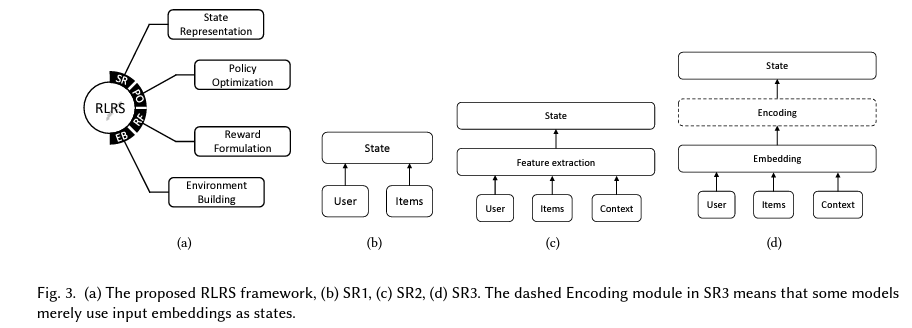 State
Representation
Policy
Optimization
RLRS
SR
PO
RF
EB
Reward
Formulation
Environment
Building
(a)
State
User
Items
(b)
State
Feature extraction
User
Items
Context
(c)
State
Encoding
Embedding
User
Items
Context
(d)
Fig. 3. (a) The proposed RLRS framework, (b) SR1, (c) SR2, (d) SR3. The dashed Encoding module in SR3 means that some models
merely use input embeddings as states.